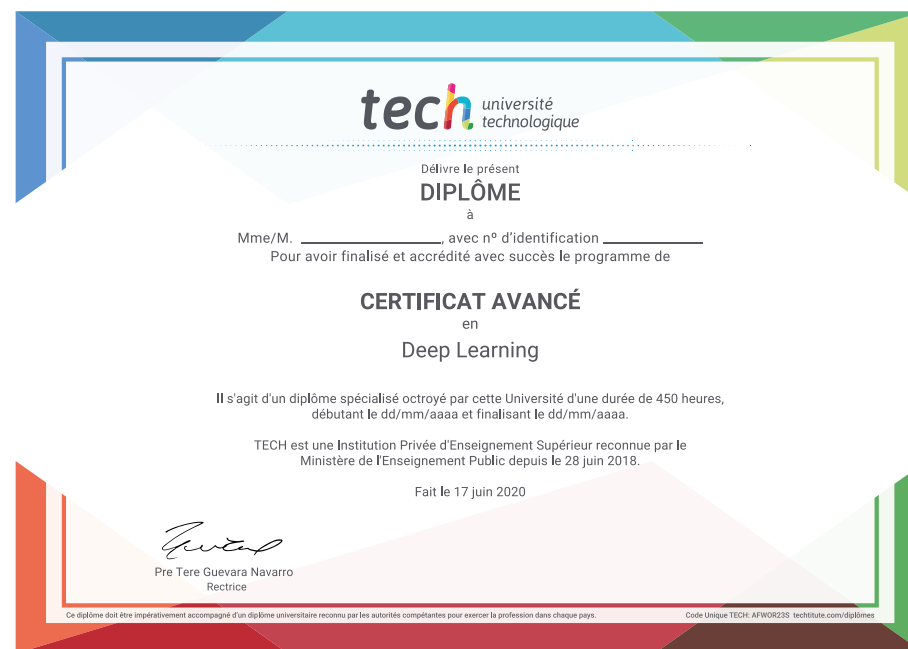 tech université
technologique
Délivre le présent
DIPLÔME
à
Mme/M. ____________________, avec nº d'identification ______________
Pour avoir finalisé et accrédité avec succès le programme de
CERTIFICAT AVANCÉ
en
Deep Learning
Il s'agit d'un diplôme spécialisé octroyé par cette Université d'une durée de 450 heures,
débutant le dd/mm/aaaa et finalisant le dd/mm/aaaa.
TECH est une Institution Privée d'Enseignement Supérieur reconnue par le
Ministère de l'Enseignement Public depuis le 28 juin 2018.
Fait le 17 juin 2020
Pre Tere Guevara Navarro
Rectrice
Ce diplôme doit être impérativement accompagné d'un diplôme universitaire reconnu par les autorités compétentes pour exercer la profession dans chaque pays.
Code Unique TECH: AFWOR23S techtitute.com/diplômes